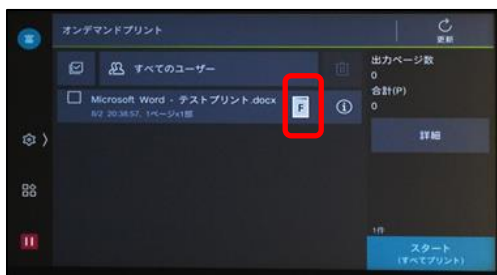 オンデマンドプリント
更新
すべてのユーザー
出力ページ数
0
合計(P)
0
Microsoft Word - テストプリント.docx
8/2 20:38:57, 1ページx1部
F
詳細
1件
スタート
(すべてプリント)